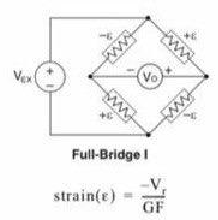 -ε +ε
V_EX + − − V_O +
+ε -ε
Full-Bridge I
strain(ε) = -V_r / GF